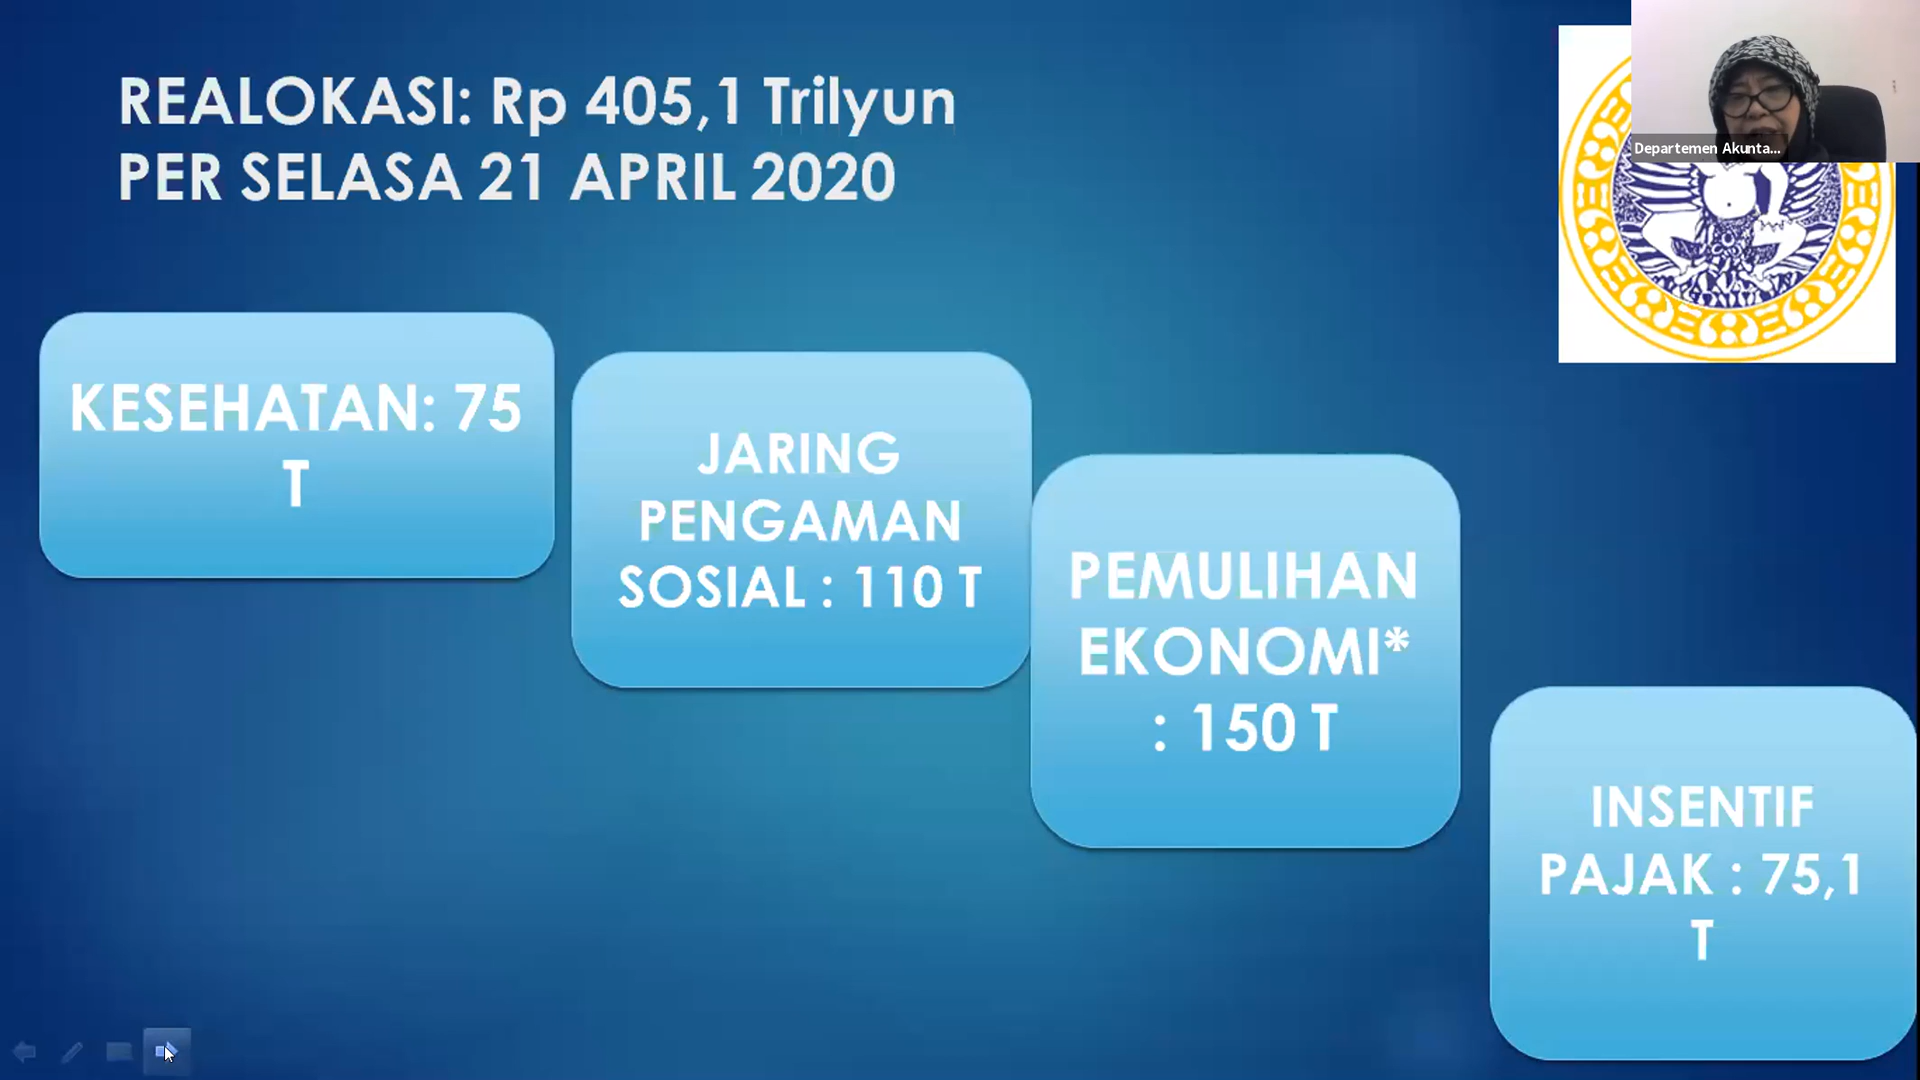 REALOKASI: Rp 405,1 Trilyun
PER SELASA 21 APRIL 2020
Departemen Akunta...
KESEHATAN: 75
T
JARING
PENGAMAN
SOSIAL : 110 T
PEMULIHAN
EKONOMI*
: 150 T
INSENTIF
PAJAK : 75,1
T